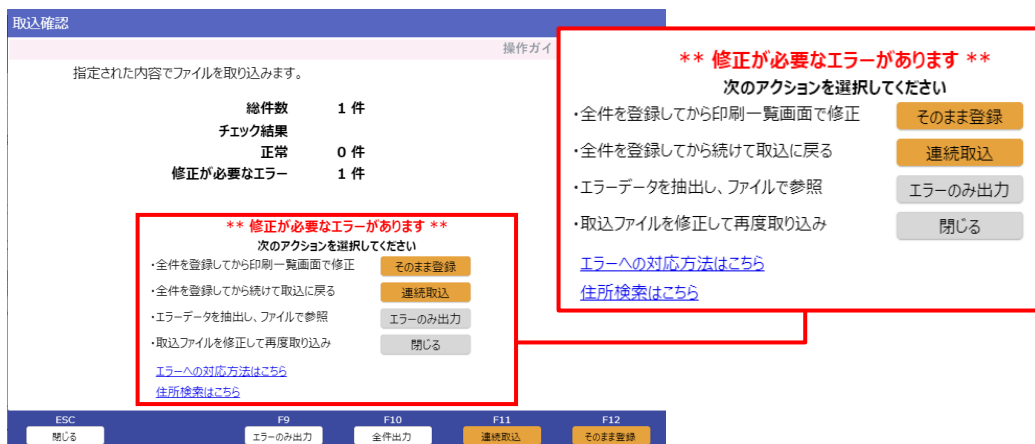 取込確認
操作ガイ
指定された内容でファイルを取り込みます。
総件数 1 件
チェック結果
正常 0 件
修正が必要なエラー 1 件
** 修正が必要なエラーがあります **
次のアクションを選択してください
・全件を登録してから印刷一覧画面で修正 そのまま登録
・全件を登録してから続けて取込に戻る 連続取込
・エラーデータを抽出し、ファイルで参照 エラーのみ出力
・取込ファイルを修正して再度取り込み 閉じる
エラーへの対応方法はこちら
住所検索はこちら
** 修正が必要なエラーがあります **
次のアクションを選択してください
・全件を登録してから印刷一覧画面で修正 そのまま登録
・全件を登録してから続けて取込に戻る 連続取込
・エラーデータを抽出し、ファイルで参照 エラーのみ出力
・取込ファイルを修正して再度取り込み 閉じる
エラーへの対応方法はこちら
住所検索はこちら
ESC F9 F10 F11 F12
閉じる エラーのみ出力 全件出力 連続取込 そのまま登録